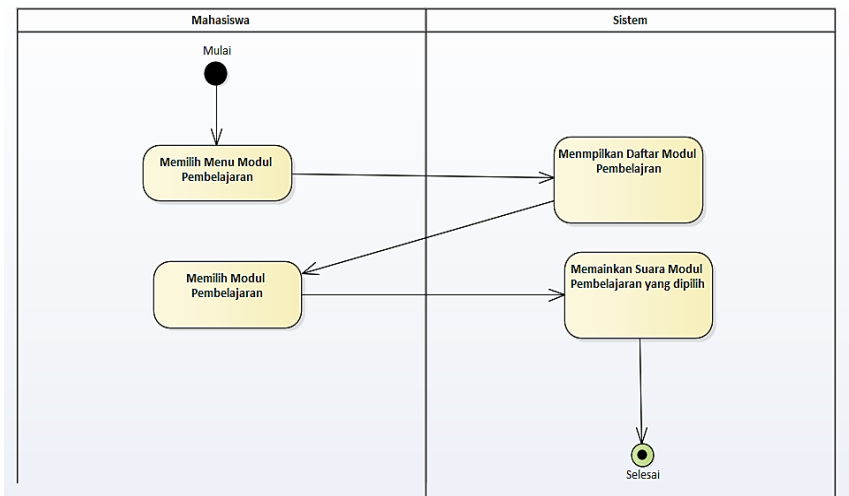 Mahasiswa
Sistem
Mulai
Memilih Menu Modul
Pembelajaran
Menmpilkan Daftar Modul
Pembelajran
Memilih Modul
Pembelajaran
Memainkan Suara Modul
Pembelajaran yang dipilih
Selesai